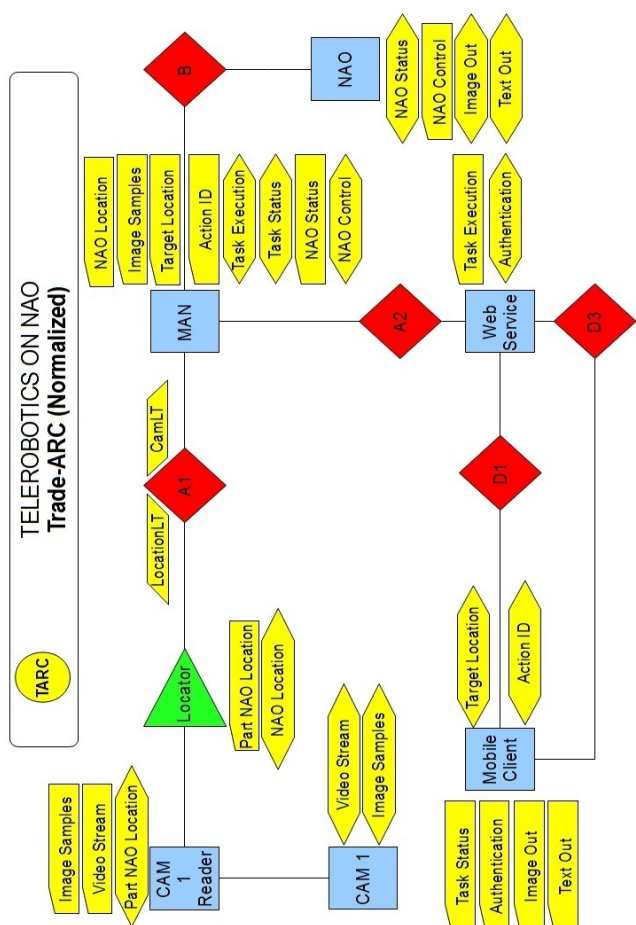 TARC
TELEROBOTICS ON NAO
Trade-ARC (Normalized)
Image Samples
Video Stream
Part NAO Location
CAM
1
Reader
Locator
Part NAO Location
NAO Location
LocationLT
A1
CamLT
MAN
NAO Location
Image Samples
Target Location
Action ID
Task Execution
Task Status
NAO Status
NAO Control
B
NAO
NAO Status
NAO Control
Image Out
Text Out
CAM 1
Video Stream
Image Samples
A2
Task Status
Authentication
Image Out
Text Out
Mobile
Client
Target Location
Action ID
D1
Web
Service
Task Execution
Authentication
D3